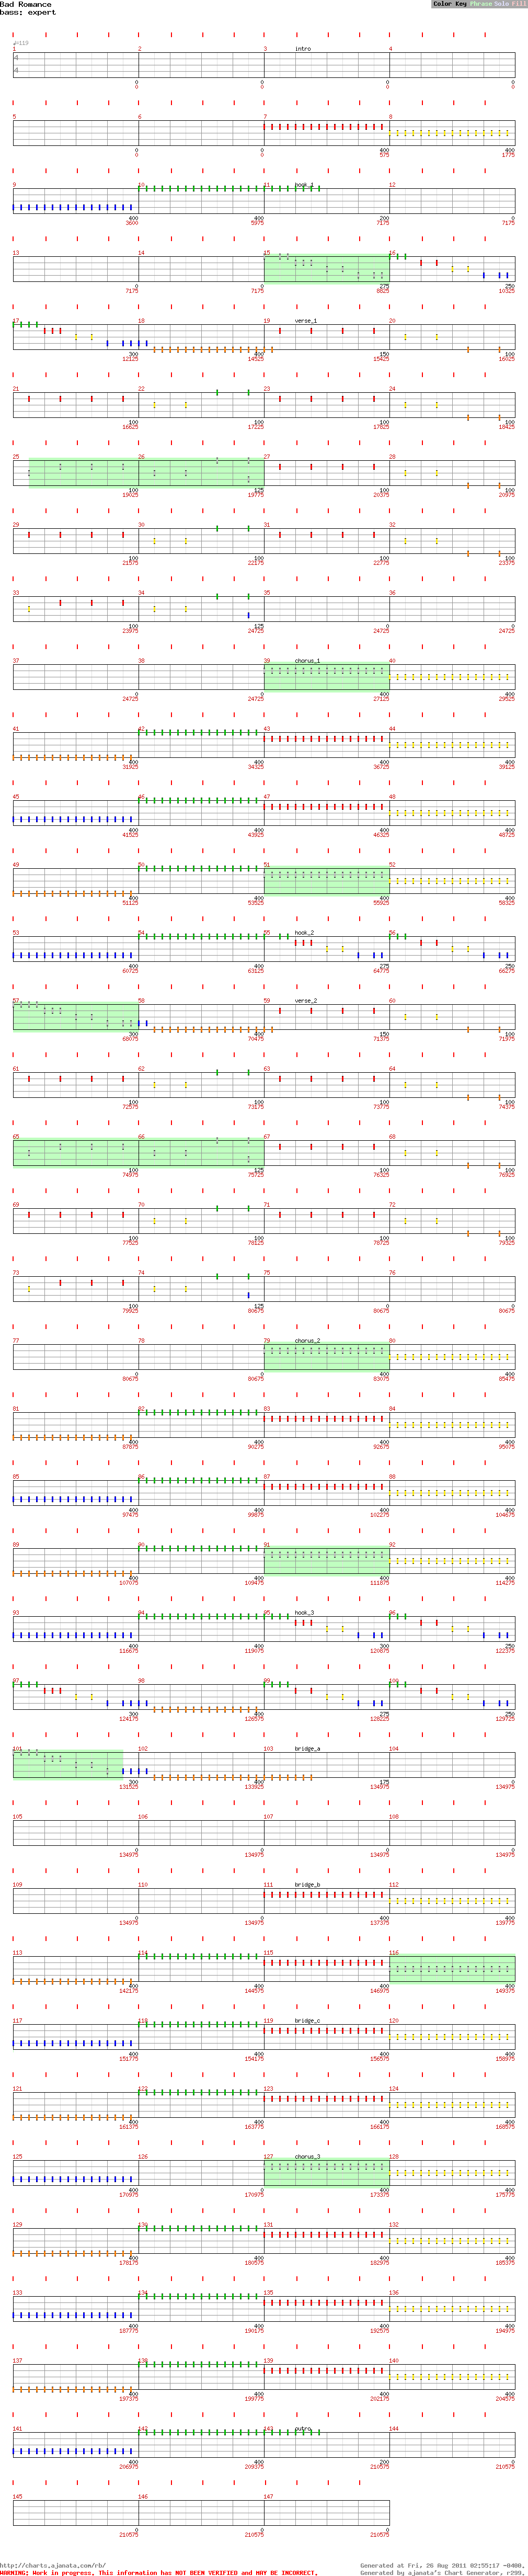 Bad Romance
bass: expert
Color Key Phrase Solo Fill
♩=119
1 2 3 intro 4
4
4
0 0 0 0
0 0 0 0
5 6 7 8
0 0 400 400
0 0 575 1775
9 10 11 hook_1 12
400 400 200 0
3600 5975 7175 7175
13 14 15 16
0 0 275 250
7175 7175 8825 10325
17 18 19 verse_1 20
300 400 150 100
12125 14525 15425 16025
21 22 23 24
100 100 100 100
16625 17225 17825 18425
25 26 27 28
100 125 100 100
19025 19775 20375 20975
29 30 31 32
100 100 100 100
21575 22175 22775 23375
33 34 35 36
100 125 0 0
23975 24725 24725 24725
37 38 39 chorus_1 40
0 0 400 400
24725 24725 27125 29525
41 42 43 44
400 400 400 400
31925 34325 36725 39125
45 46 47 48
400 400 400 400
41525 43925 46325 48725
49 50 51 52
400 400 400 400
51125 53525 55925 58325
53 54 55 hook_2 56
400 400 275 250
60725 63125 64775 66275
57 58 59 verse_2 60
300 400 150 100
68075 70475 71375 71975
61 62 63 64
100 100 100 100
72575 73175 73775 74375
65 66 67 68
100 125 100 100
74975 75725 76325 76925
69 70 71 72
100 100 100 100
77525 78125 78725 79325
73 74 75 76
100 125 0 0
79925 80675 80675 80675
77 78 79 chorus_2 80
0 0 400 400
80675 80675 83075 85475
81 82 83 84
400 400 400 400
87875 90275 92675 95075
85 86 87 88
400 400 400 400
97475 99875 102275 104675
89 90 91 92
400 400 400 400
107075 109475 111875 114275
93 94 95 hook_3 96
400 400 300 250
116675 119075 120875 122375
97 98 99 100
300 400 275 250
124175 126575 128225 129725
101 102 103 bridge_a 104
300 400 175 0
131525 133925 134975 134975
105 106 107 108
0 0 0 0
134975 134975 134975 134975
109 110 111 bridge_b 112
0 0 400 400
134975 134975 137375 139775
113 114 115 116
400 400 400 400
142175 144575 146975 149375
117 118 119 bridge_c 120
400 400 400 400
151775 154175 156575 158975
121 122 123 124
400 400 400 400
161375 163775 166175 168575
125 126 127 chorus_3 128
400 0 400 400
170975 170975 173375 175775
129 130 131 132
400 400 400 400
178175 180575 182975 185375
133 134 135 136
400 400 400 400
187775 190175 192575 194975
137 138 139 140
400 400 400 400
197375 199775 202175 204575
141 142 143 outro 144
400 400 200 0
206975 209375 210575 210575
145 146 147
0 0 0
210575 210575 210575
http://charts.ajanata.com/rb/
Generated at Fri, 26 Aug 2011 02:55:17 -0400.
WARNING: Work in progress. This information has NOT BEEN VERIFIED and MAY BE INCORRECT.
Generated by ajanata's Chart Generator, r299.